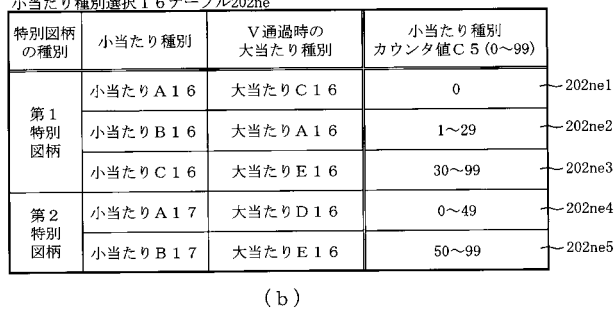 小当たり種別選択１６テーブル202ne
特別図柄
の種別
小当たり種別
Ｖ通過時の
大当たり種別
小当たり種別
カウンタ値Ｃ５(0～99)
第１
特別
図柄
小当たりＡ１６
大当たりＣ１６
0
202ne1
小当たりＢ１６
大当たりＡ１６
1～29
202ne2
小当たりＣ１６
大当たりＥ１６
30～99
202ne3
第２
特別
図柄
小当たりＡ１７
大当たりＤ１６
0～49
202ne4
小当たりＢ１７
大当たりＥ１６
50～99
202ne5
(ｂ)